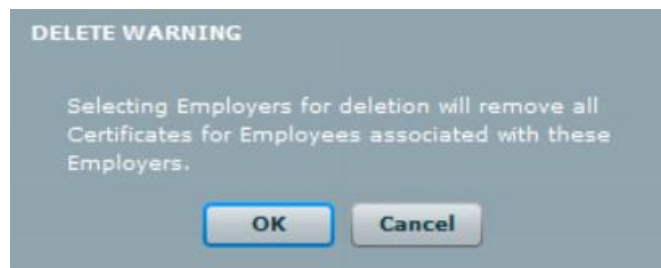 DELETE WARNING
Selecting Employers for deletion will remove all
Certificates for Employees associated with these
Employers.
OK Cancel